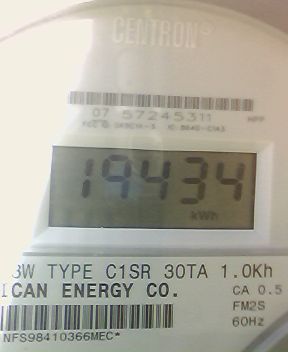 CENTRON®
07 57245311 MPP
19434
kWh
3W TYPE C1SR 30TA 1.0Kh
ICAN ENERGY CO. CA 0.5
FM2S
60Hz
NFS98410366MEC*